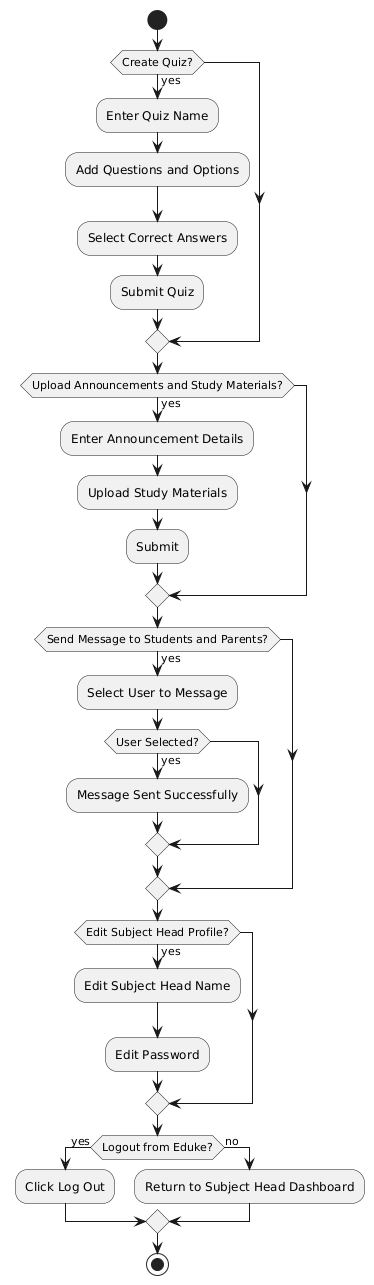 Create Quiz?
yes
Enter Quiz Name
Add Questions and Options
Select Correct Answers
Submit Quiz
Upload Announcements and Study Materials?
yes
Enter Announcement Details
Upload Study Materials
Submit
Send Message to Students and Parents?
yes
Select User to Message
User Selected?
yes
Message Sent Successfully
Edit Subject Head Profile?
yes
Edit Subject Head Name
Edit Password
yes
Logout from Eduke?
no
Click Log Out
Return to Subject Head Dashboard